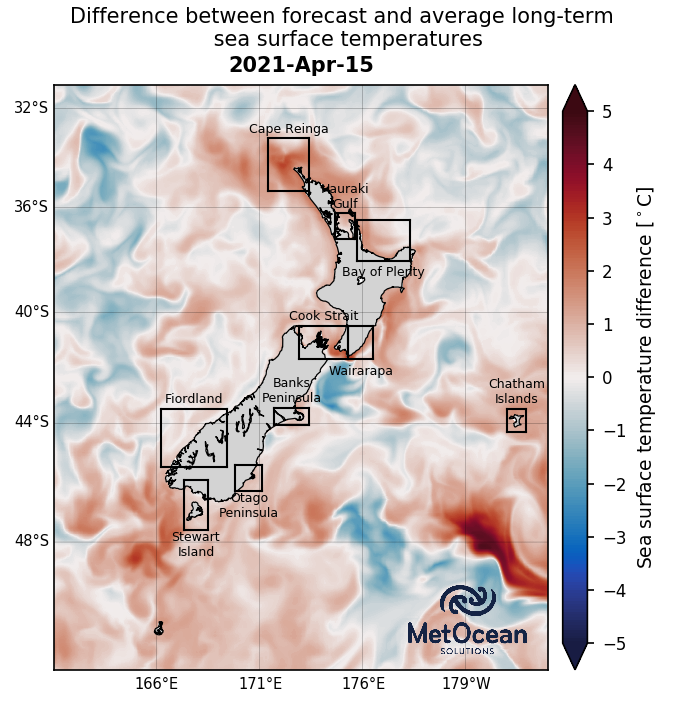 Difference between forecast and average long-term
sea surface temperatures
2021-Apr-15
32°S
36°S
40°S
44°S
48°S
Cape Reinga
Hauraki
Gulf
Bay of Plenty
Cook Strait
Wairarapa
Banks
Peninsula
Fiordland
Chatham
Islands
Otago
Peninsula
Stewart
Island
MetOcean
SOLUTIONS
166°E
171°E
176°E
179°W
5
4
3
2
1
0
−1
−2
−3
−4
−5
Sea surface temperature difference [°C]